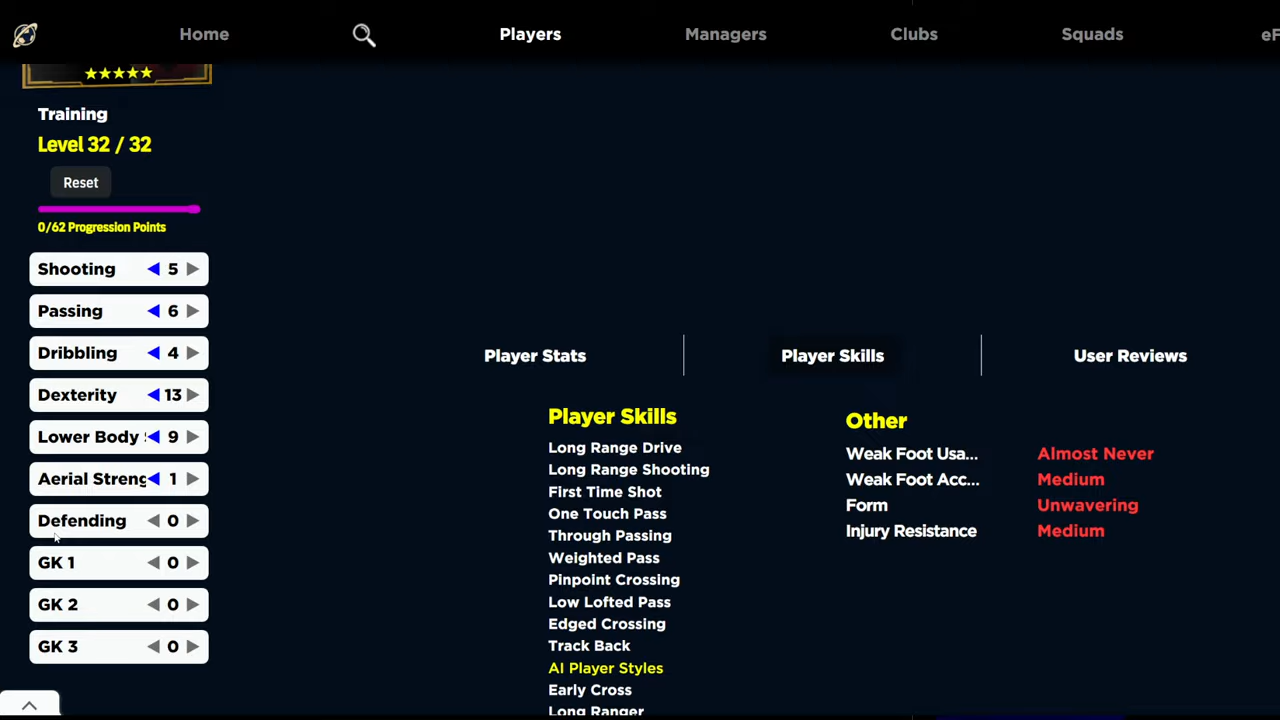 Home
Players
Managers
Clubs
Squads
eF
Training
Level 32 / 32
Reset
0/62 Progression Points
Shooting 5
Passing 6
Dribbling 4
Dexterity 13
Lower Body 9
Aerial Streng 1
Defending 0
GK 1 0
GK 2 0
GK 3 0
Player Stats
Player Skills
User Reviews
Player Skills
Long Range Drive
Long Range Shooting
First Time Shot
One Touch Pass
Through Passing
Weighted Pass
Pinpoint Crossing
Low Lofted Pass
Edged Crossing
Track Back
AI Player Styles
Early Cross
Long Ranger
Other
Weak Foot Usa... Almost Never
Weak Foot Acc... Medium
Form Unwavering
Injury Resistance Medium